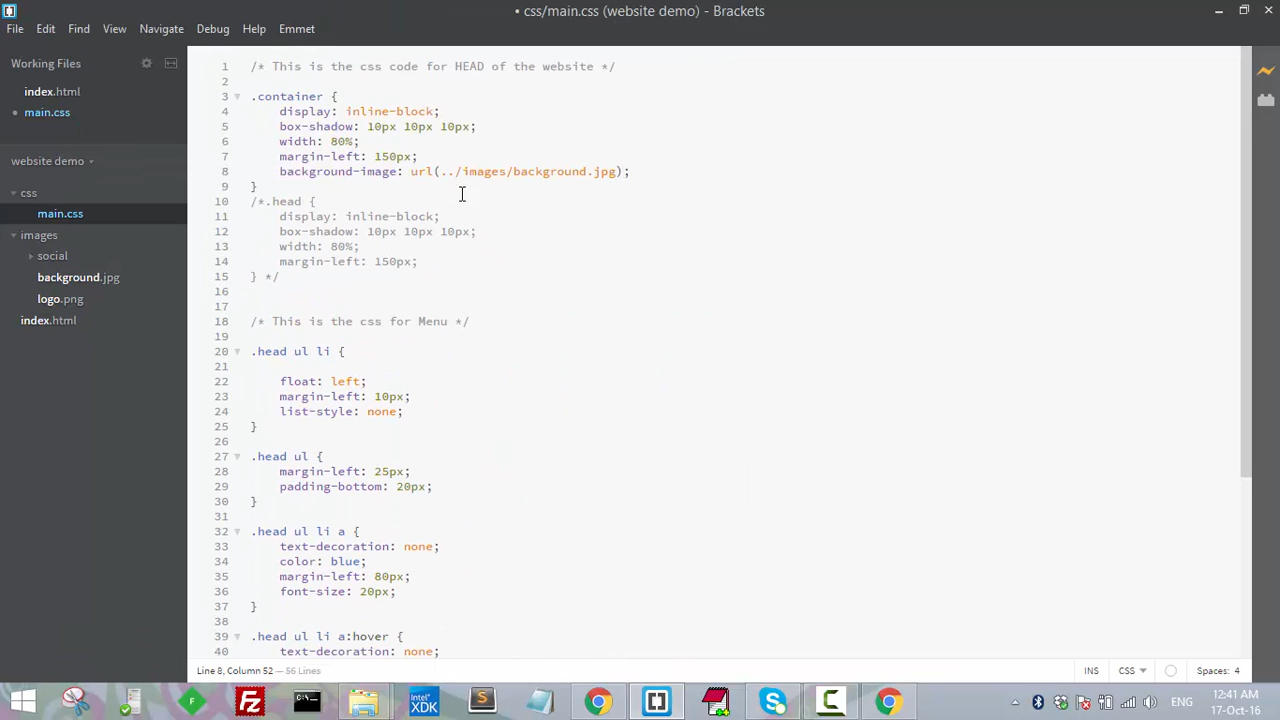 • css/main.css (website demo) - Brackets
File Edit Find View Navigate Debug Help Emmet
Working Files
index.html
• main.css
website demo
css
main.css
images
social
background.jpg
logo.png
index.html
1 /* This is the css code for HEAD of the website */
2
3 .container {
4 display: inline-block;
5 box-shadow: 10px 10px 10px;
6 width: 80%;
7 margin-left: 150px;
8 background-image: url(../images/background.jpg);
9 }
10 /*.head {
11 display: inline-block;
12 box-shadow: 10px 10px 10px;
13 width: 80%;
14 margin-left: 150px;
15 } */
16
17
18 /* This is the css for Menu */
19
20 .head ul li {
21
22 float: left;
23 margin-left: 10px;
24 list-style: none;
25 }
26
27 .head ul {
28 margin-left: 25px;
29 padding-bottom: 20px;
30 }
31
32 .head ul li a {
33 text-decoration: none;
34 color: blue;
35 margin-left: 80px;
36 font-size: 20px;
37 }
38
39 .head ul li a:hover {
40 text-decoration: none;
Line 8, Column 52 — 56 Lines
INS CSS Spaces: 4
Fz
Intel®
XDK
ENG
12:41 AM
17-Oct-16